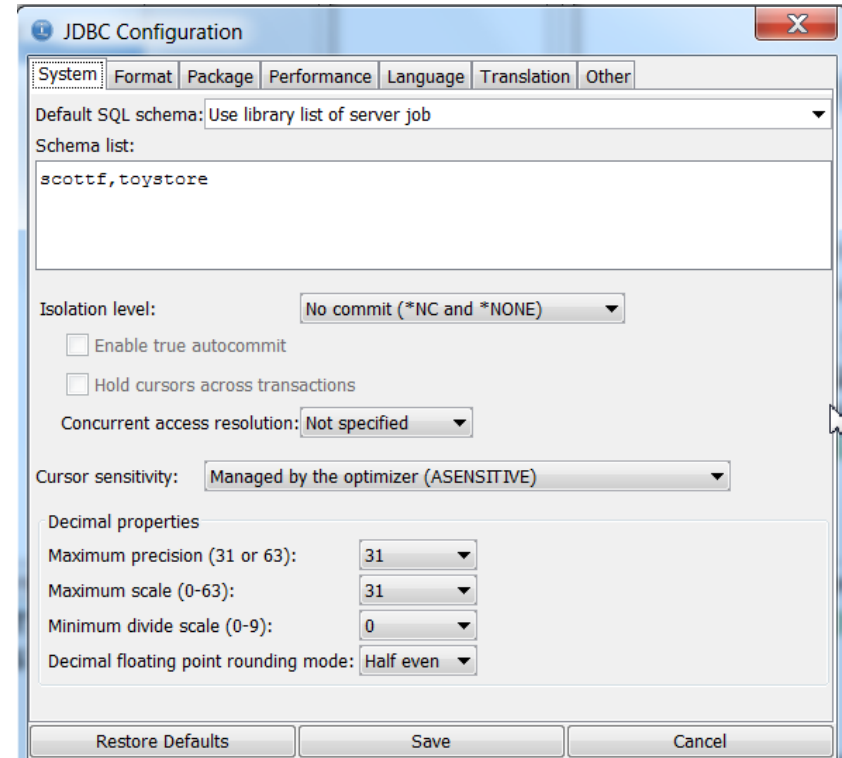 JDBC Configuration
System Format Package Performance Language Translation Other
Default SQL schema: Use library list of server job
Schema list:
scottf,toystore
Isolation level: No commit (*NC and *NONE)
Enable true autocommit
Hold cursors across transactions
Concurrent access resolution: Not specified
Cursor sensitivity: Managed by the optimizer (ASENSITIVE)
Decimal properties
Maximum precision (31 or 63): 31
Maximum scale (0-63): 31
Minimum divide scale (0-9): 0
Decimal floating point rounding mode: Half even
Restore Defaults Save Cancel